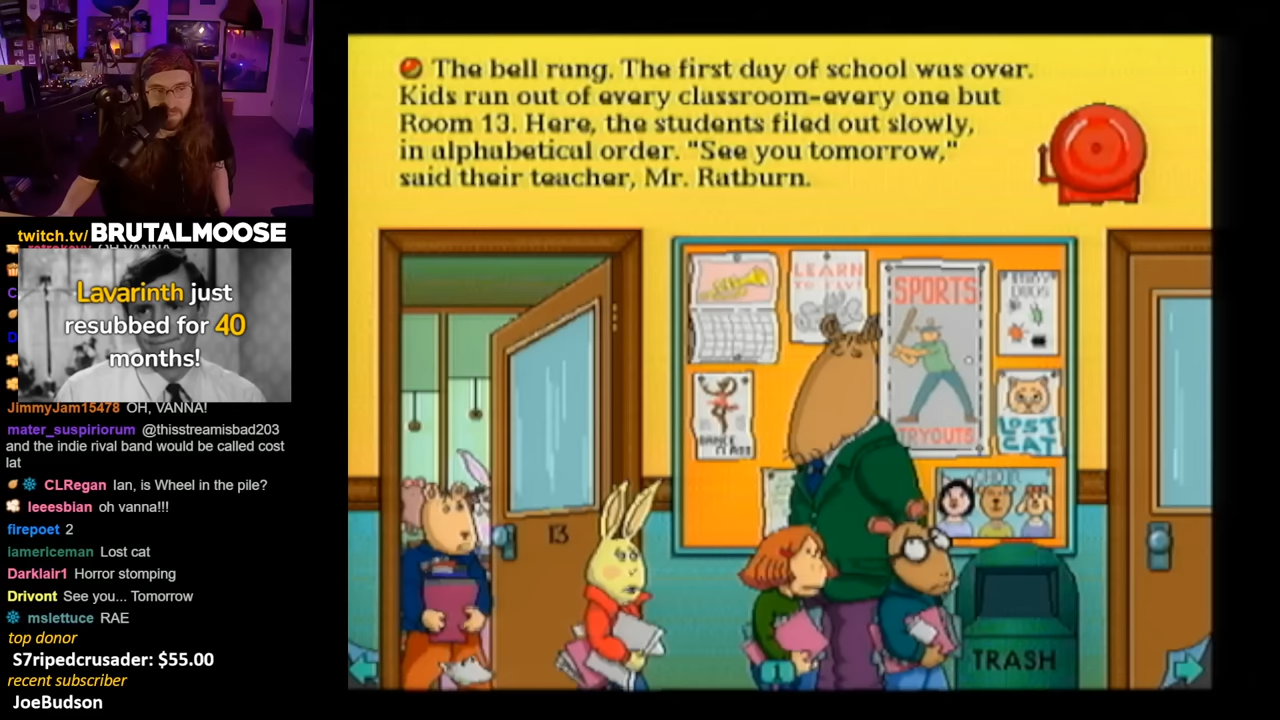 The bell rang. The first day of school was over.
Kids ran out of every classroom-every one but
Room 13. Here, the students filed out slowly,
in alphabetical order. "See you tomorrow,"
said their teacher, Mr. Ratburn.
LEARN
SPORTS
TRYOUTS
DANCE
CLASS
LOST
CAT
13
TRASH
twitch.tv/BRUTALMOOSE
OH VANNA
Lavarinth just
resubbed for 40
months!
JimmyJam15478 OH, VANNA!
mater_suspiriorum @thisstreamisbad203
and the indie rival band would be called cost
lat
CLRegan Ian, is Wheel in the pile?
leeesbian oh vanna!!!
firepoet 2
iamericeman Lost cat
Darklair1 Horror stomping
Drivont See you... Tomorrow
mslettuce RAE
top donor
S7ripedcrusader: $55.00
recent subscriber
JoeBudson